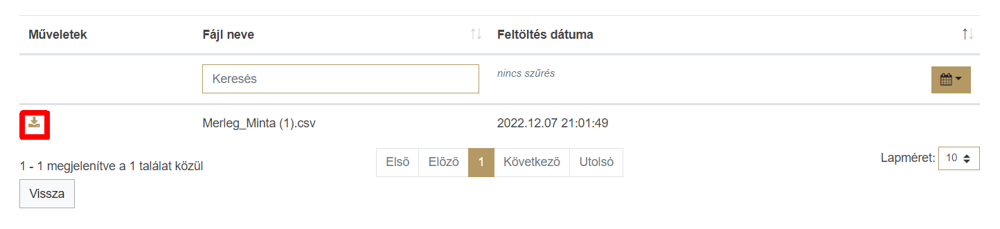 Műveletek Fájl neve Feltöltés dátuma
Keresés nincs szűrés
Merleg_Minta (1).csv 2022.12.07 21:01:49
1 - 1 megjelenítve a 1 találat közül Első Előző 1 Következő Utolsó Lapméret: 10
Vissza